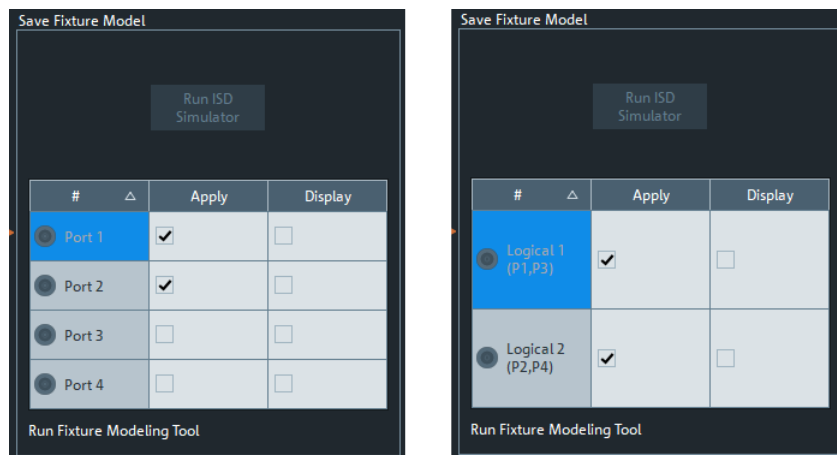 Save Fixture Model
Run ISD
Simulator
# Apply Display
Port 1
Port 2
Port 3
Port 4
Run Fixture Modeling Tool
Save Fixture Model
Run ISD
Simulator
# Apply Display
Logical 1
(P1,P3)
Logical 2
(P2,P4)
Run Fixture Modeling Tool